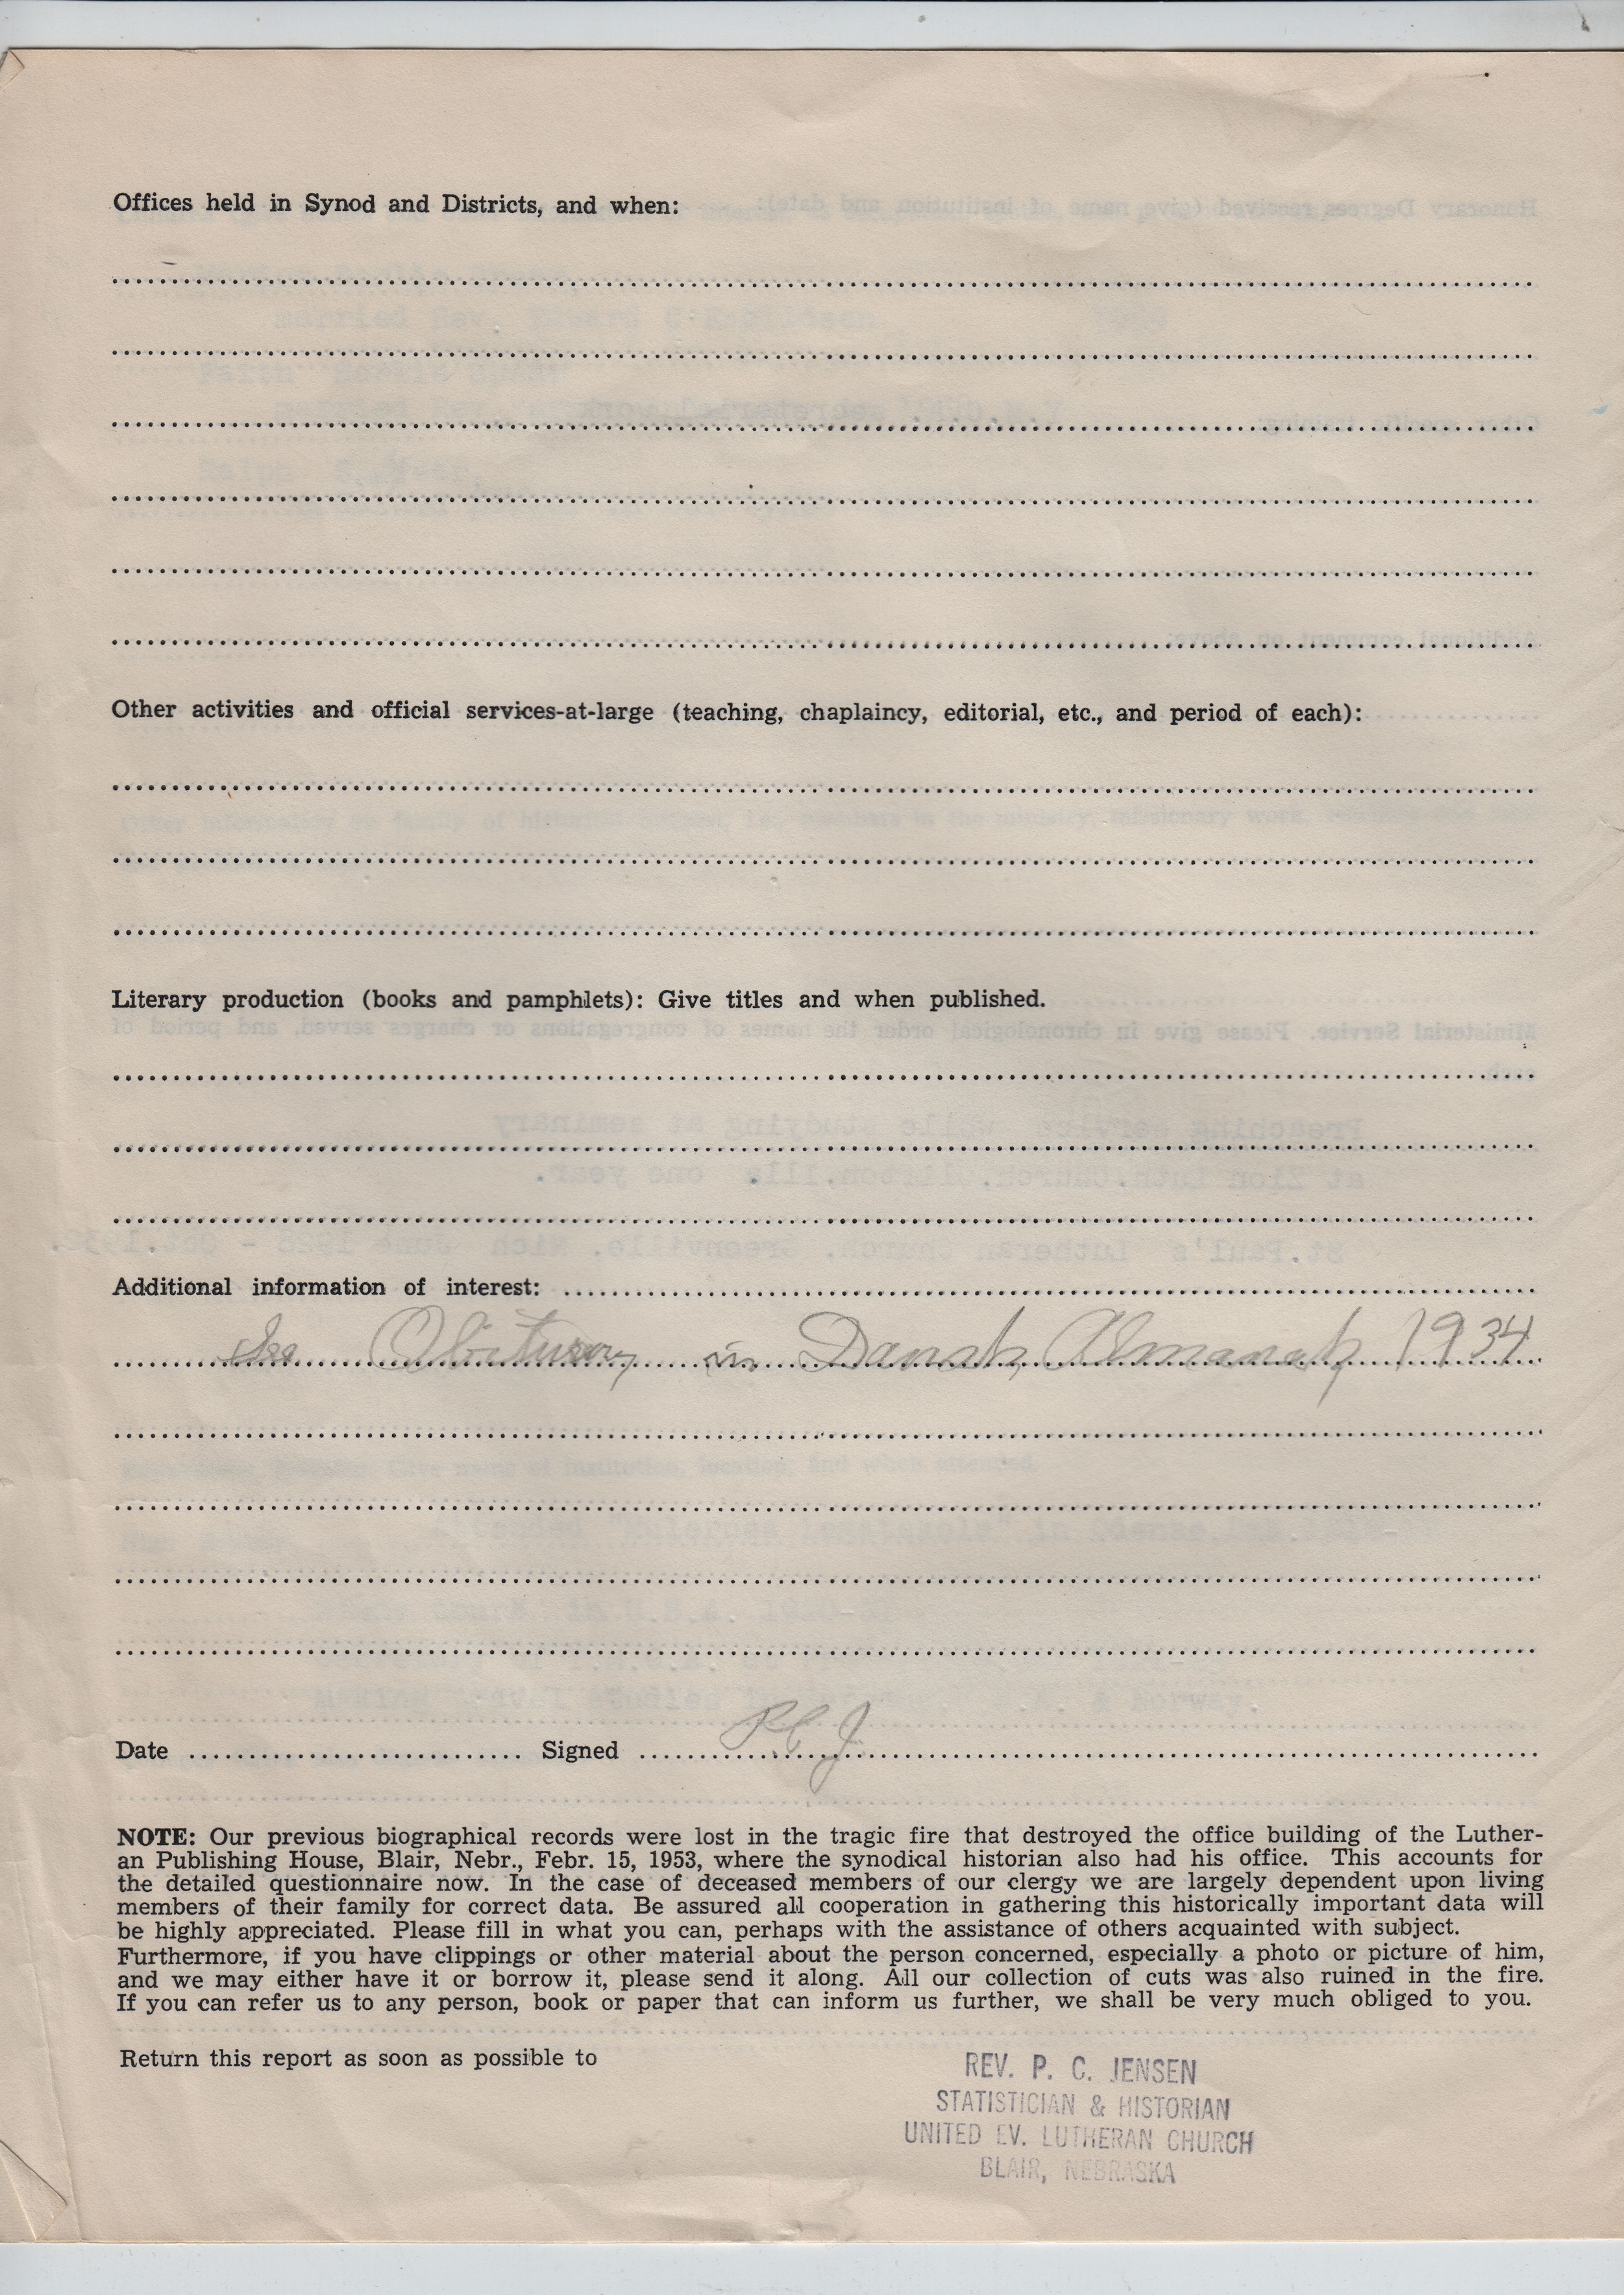 Offices held in Synod and Districts, and when:
Other activities and official services-at-large (teaching, chaplaincy, editorial, etc., and period of each):
Literary production (books and pamphlets): Give titles and when published.
Additional information of interest:
See Obituary in Dansk Almanak 1934
Date Signed P C J
NOTE: Our previous biographical records were lost in the tragic fire that destroyed the office building of the Luther-
an Publishing House, Blair, Nebr., Febr. 15, 1953, where the synodical historian also had his office. This accounts for
the detailed questionnaire now. In the case of deceased members of our clergy we are largely dependent upon living
members of their family for correct data. Be assured all cooperation in gathering this historically important data will
be highly appreciated. Please fill in what you can, perhaps with the assistance of others acquainted with subject.
Furthermore, if you have clippings or other material about the person concerned, especially a photo or picture of him,
and we may either have it or borrow it, please send it along. All our collection of cuts was also ruined in the fire.
If you can refer us to any person, book or paper that can inform us further, we shall be very much obliged to you.
Return this report as soon as possible to
REV. P. C. JENSEN
STATISTICIAN & HISTORIAN
UNITED EV. LUTHERAN CHURCH
BLAIR, NEBRASKA